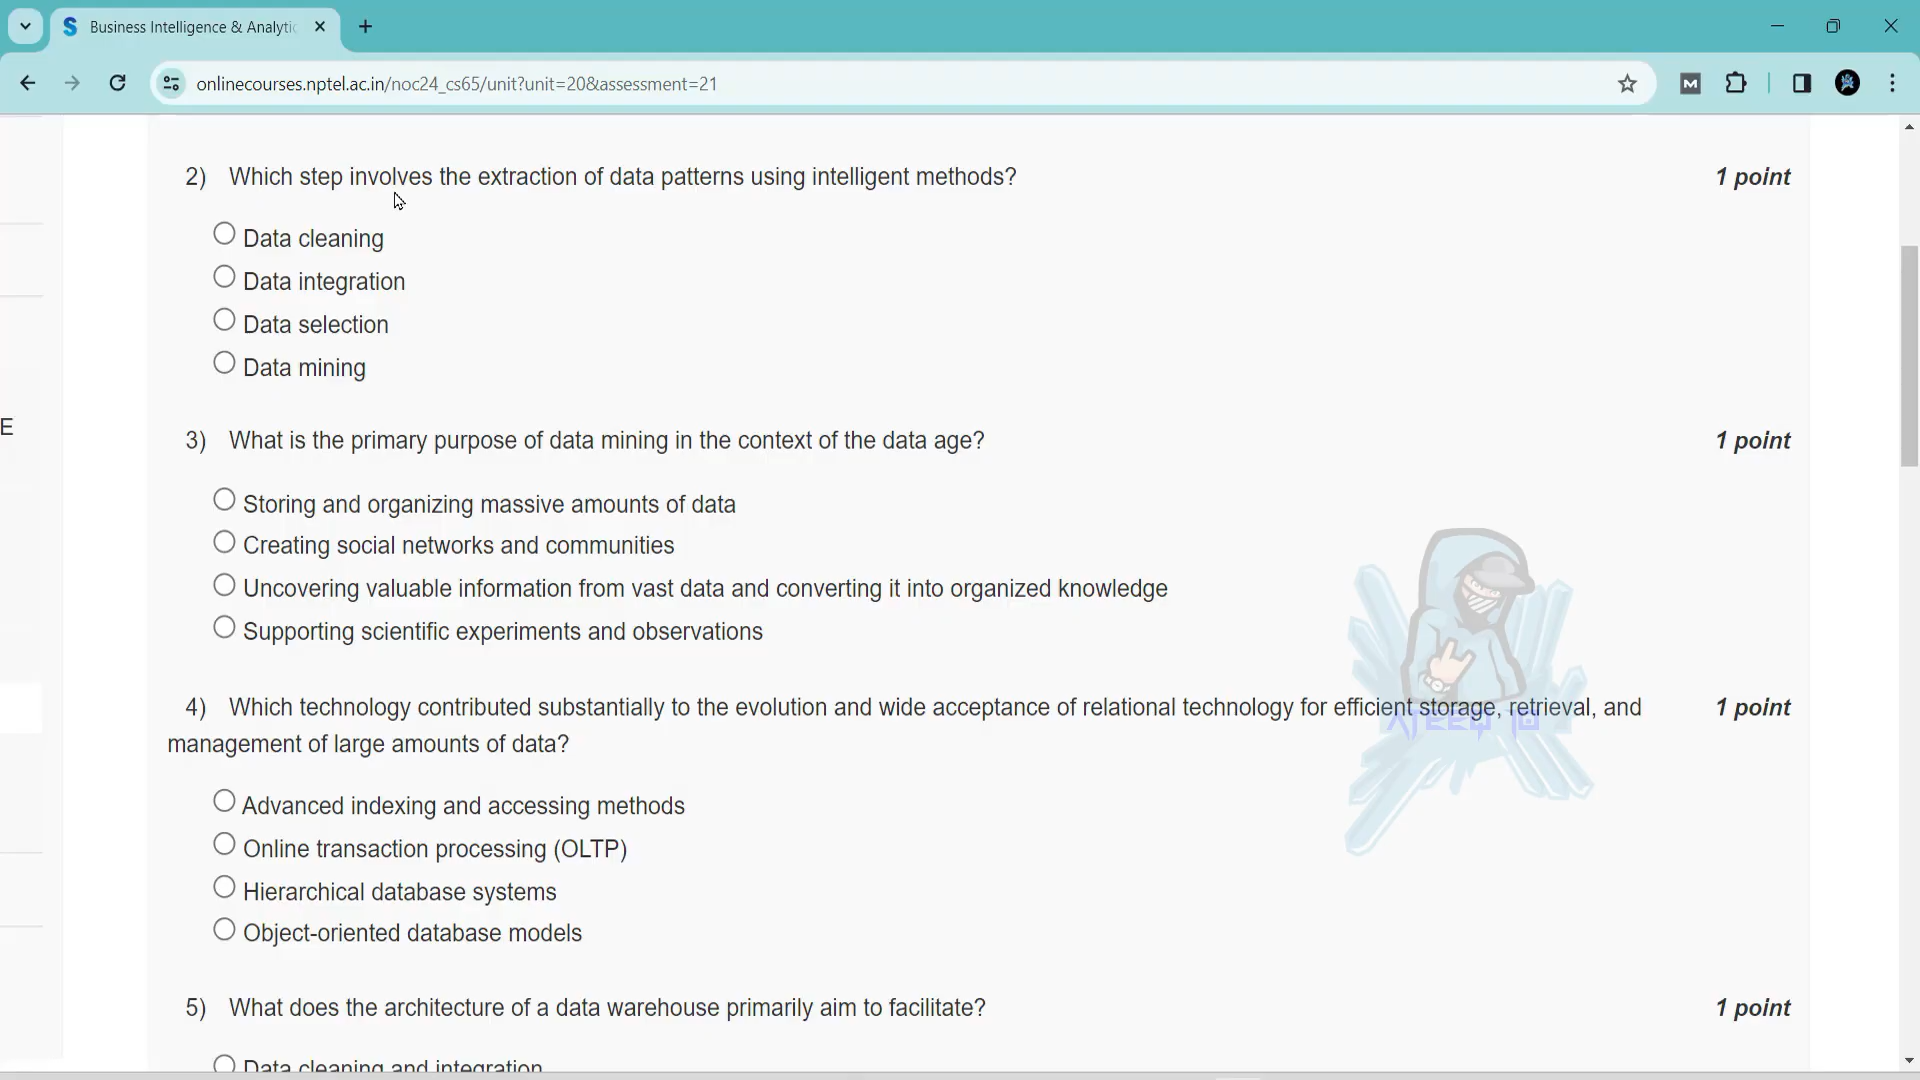 Business Intelligence & Analytic
onlinecourses.nptel.ac.in/noc24_cs65/unit?unit=20&assessment=21
2) Which step involves the extraction of data patterns using intelligent methods? 1 point
Data cleaning
Data integration
Data selection
Data mining
E
3) What is the primary purpose of data mining in the context of the data age? 1 point
Storing and organizing massive amounts of data
Creating social networks and communities
Uncovering valuable information from vast data and converting it into organized knowledge
Supporting scientific experiments and observations
4) Which technology contributed substantially to the evolution and wide acceptance of relational technology for efficient storage, retrieval, and 1 point
management of large amounts of data?
ATEEQ 10
Advanced indexing and accessing methods
Online transaction processing (OLTP)
Hierarchical database systems
Object-oriented database models
5) What does the architecture of a data warehouse primarily aim to facilitate? 1 point
Data cleaning and integration